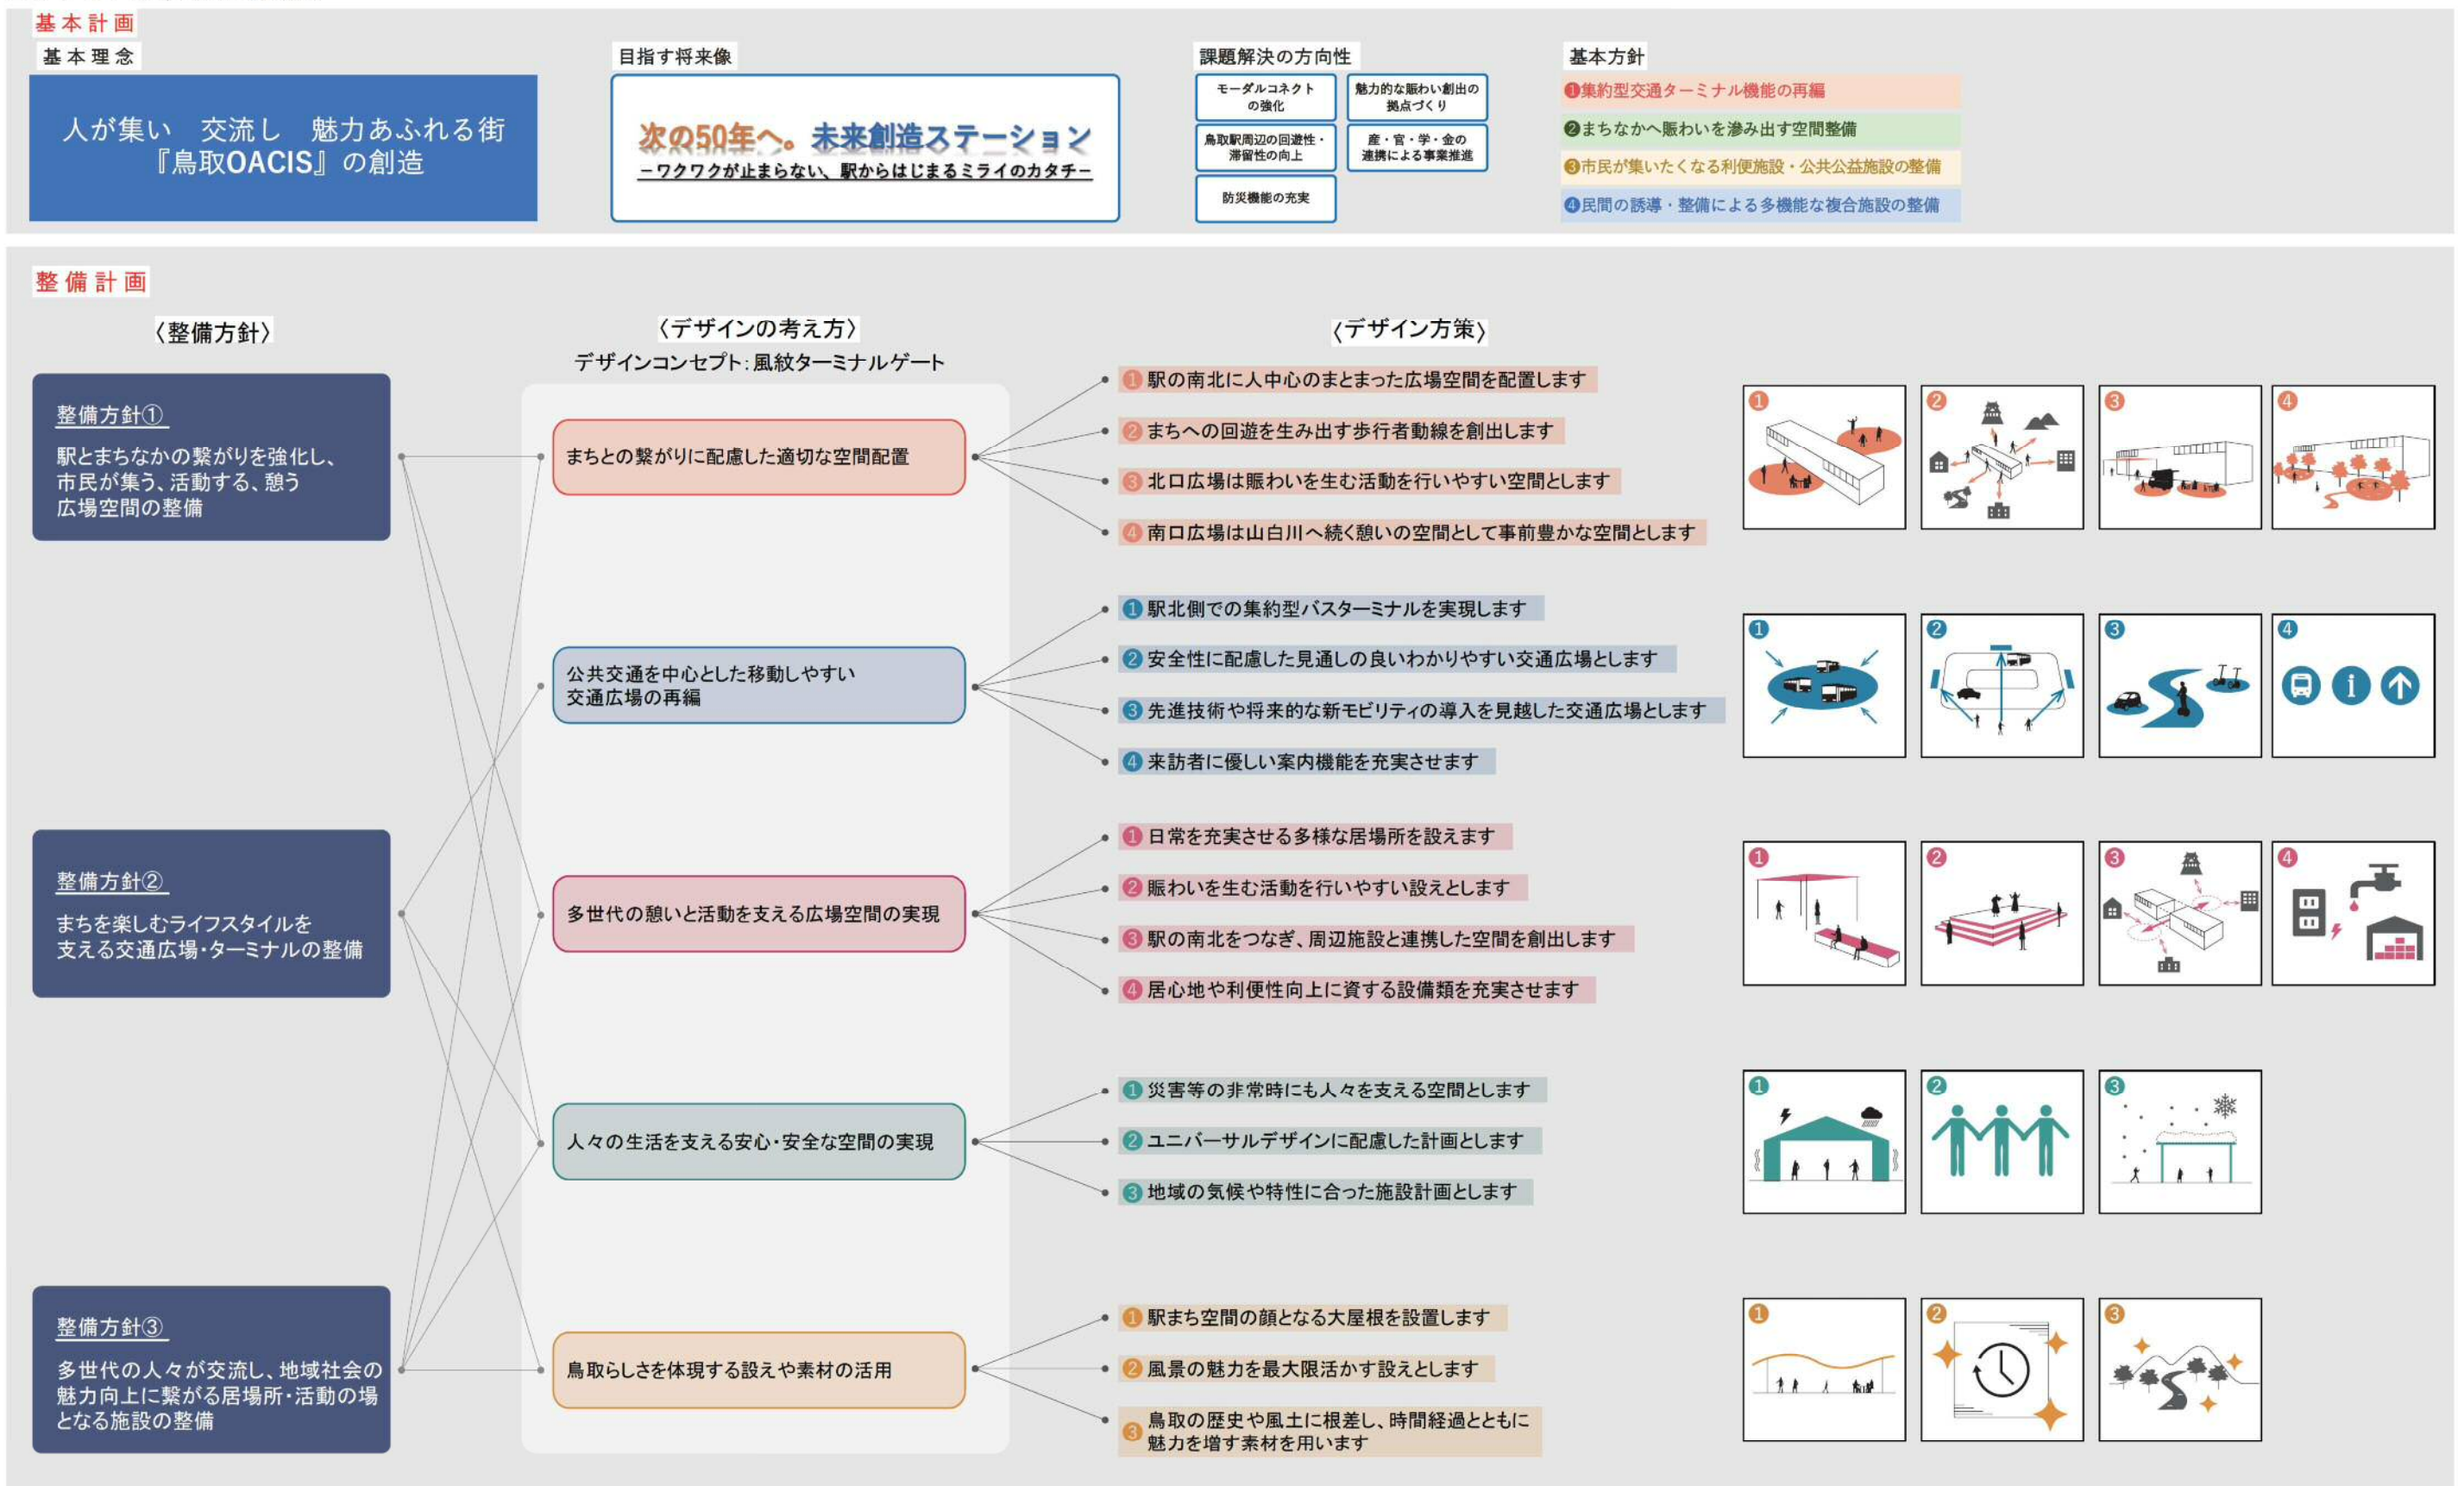 基本計画
基本理念
人が集い　交流し　魅力あふれる街
『鳥取OACIS』の創造
目指す将来像
次の50年へ。未来創造ステーション
－ワクワクが止まらない、駅からはじまるミライのカタチ－
課題解決の方向性
モーダルコネクト
の強化
魅力的な賑わい創出の
拠点づくり
鳥取駅周辺の回遊性・
滞留性の向上
産・官・学・金の
連携による事業推進
防災機能の充実
基本方針
❶集約型交通ターミナル機能の再編
❷まちなかへ賑わいを滲み出す空間整備
❸市民が集いたくなる利便施設・公共公益施設の整備
❹民間の誘導・整備による多機能な複合施設の整備
整備計画
〈整備方針〉
整備方針①
駅とまちなかの繋がりを強化し、
市民が集う、活動する、憩う
広場空間の整備
整備方針②
まちを楽しむライフスタイルを
支える交通広場・ターミナルの整備
整備方針③
多世代の人々が交流し、地域社会の
魅力向上に繋がる居場所・活動の場
となる施設の整備
〈デザインの考え方〉
デザインコンセプト：風紋ターミナルゲート
まちとの繋がりに配慮した適切な空間配置
公共交通を中心とした移動しやすい
交通広場の再編
多世代の憩いと活動を支える広場空間の実現
人々の生活を支える安心・安全な空間の実現
鳥取らしさを体現する設えや素材の活用
〈デザイン方策〉
❶駅の南北に人中心のまとまった広場空間を配置します
❷まちへの回遊を生み出す歩行者動線を創出します
❸北口広場は賑わいを生む活動を行いやすい空間とします
❹南口広場は山白川へ続く憩いの空間として事前豊かな空間とします
❶ ❷ ❸ ❹
❶駅北側での集約型バスターミナルを実現します
❷安全性に配慮した見通しの良いわかりやすい交通広場とします
❸先進技術や将来的な新モビリティの導入を見越した交通広場とします
❹来訪者に優しい案内機能を充実させます
❶ ❷ ❸ ❹
i
❶日常を充実させる多様な居場所を設えます
❷賑わいを生む活動を行いやすい設えとします
❸駅の南北をつなぎ、周辺施設と連携した空間を創出します
❹居心地や利便性向上に資する設備類を充実させます
❶ ❷ ❸ ❹
❶災害等の非常時にも人々を支える空間とします
❷ユニバーサルデザインに配慮した計画とします
❸地域の気候や特性に合った施設計画とします
❶ ❷ ❸
❶駅まち空間の顔となる大屋根を設置します
❷風景の魅力を最大限活かす設えとします
❸鳥取の歴史や風土に根差し、時間経過とともに
魅力を増す素材を用います
❶ ❷ ❸